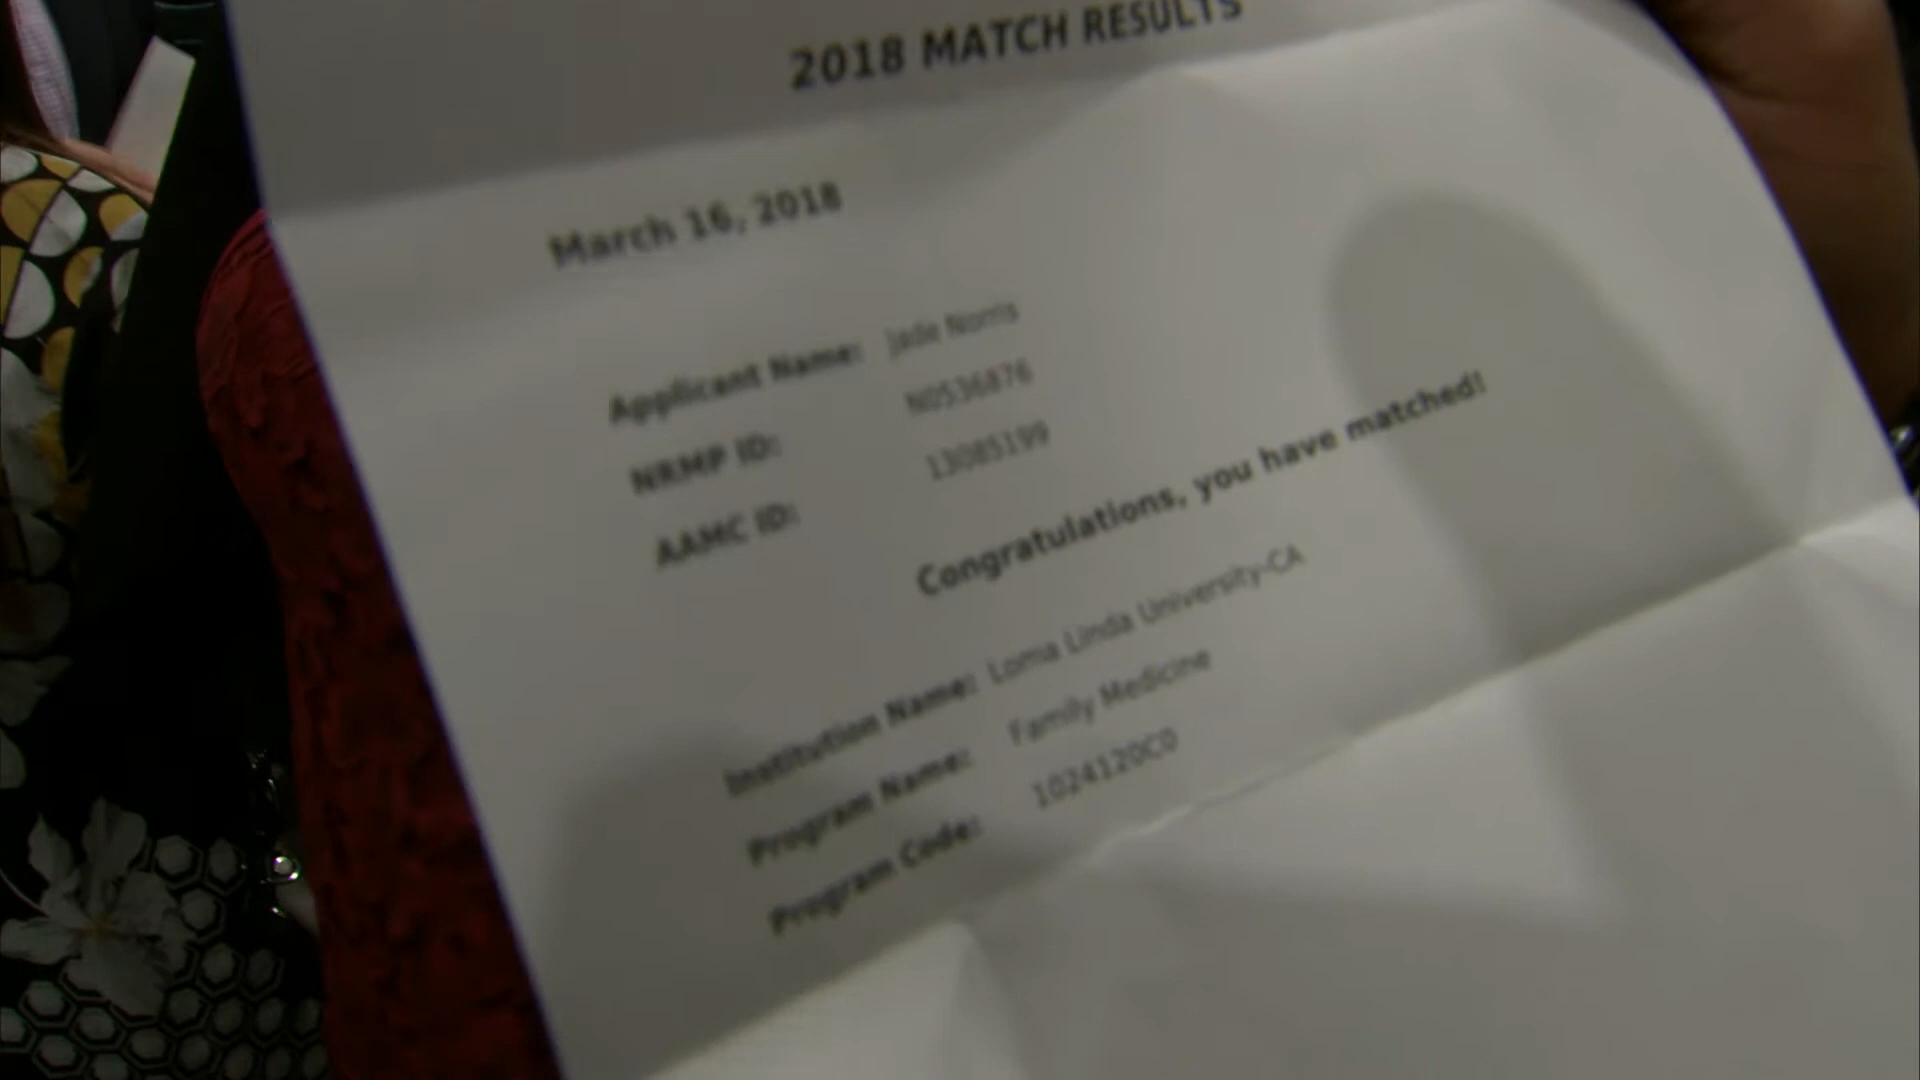 2018 MATCH RESULTS
March 16, 2018
Applicant Name: Jade Norris
NRMP ID: N0536876
AAMC ID: 13085199
Congratulations, you have matched!
Institution Name: Loma Linda University-CA
Program Name: Family Medicine
Program Code: 1024120C0